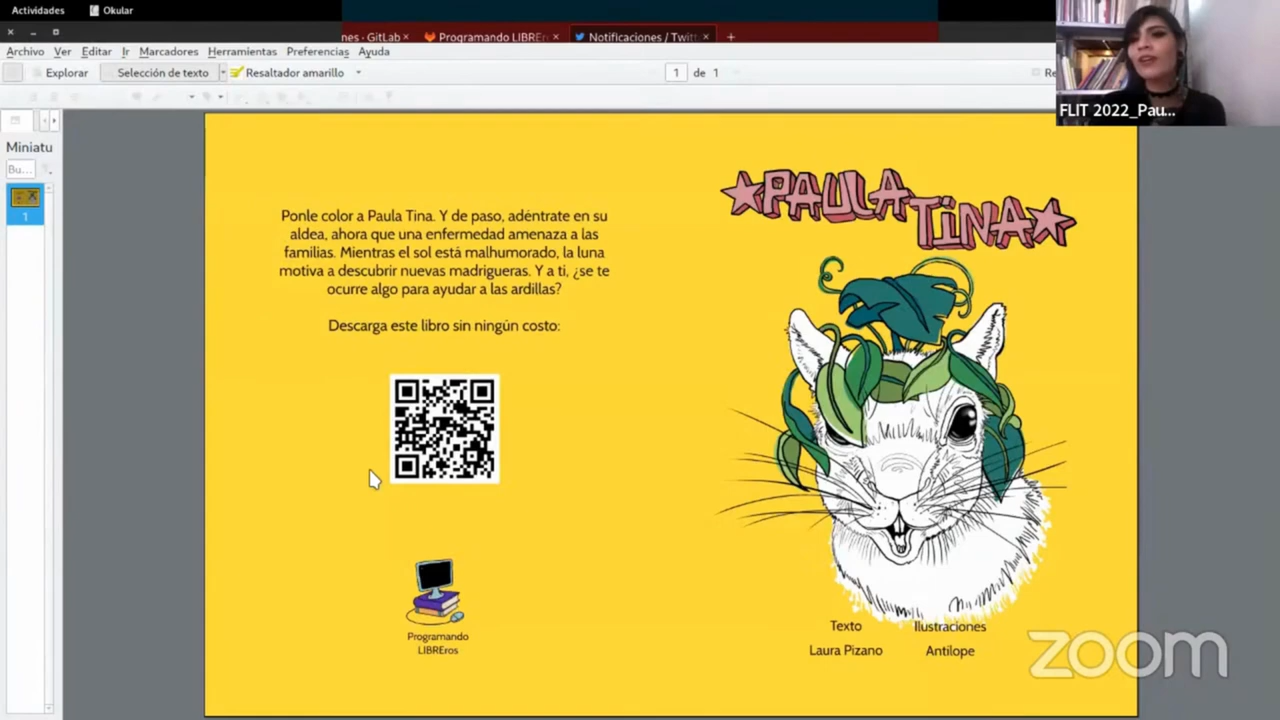 Actividades
Okular
nes - GitLab
Programando LIBREr
Notificaciones / Twitt
Archivo Ver Editar Ir Marcadores Herramientas Preferencias Ayuda
Explorar
Selección de texto
Resaltador amarillo
1 de 1
Re
FLIT 2022_Pau...
Miniatu
Bu...
1
Ponle color a Paula Tina. Y de paso, adéntrate en su
aldea, ahora que una enfermedad amenaza a las
familias. Mientras el sol está malhumorado, la luna
motiva a descubrir nuevas madrigueras. Y a ti, ¿se te
ocurre algo para ayudar a las ardillas?
Descarga este libro sin ningún costo:
Programando
LIBREros
PAULA
TiNA
Texto
Laura Pizano
Ilustraciones
Antílope
zoom